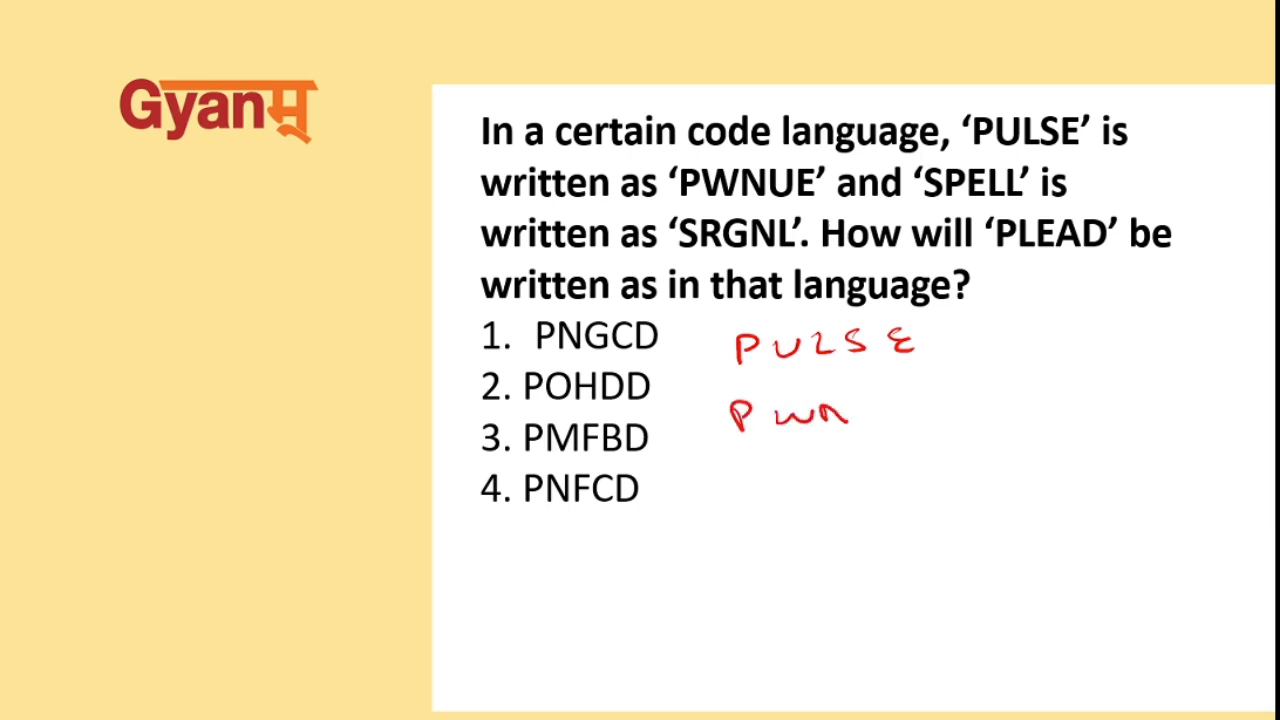 Gyanम्
In a certain code language, ‘PULSE’ is
written as ‘PWNUE’ and ‘SPELL’ is
written as ‘SRGNL’. How will ‘PLEAD’ be
written as in that language?
1. PNGCD
2. POHDD
3. PMFBD
4. PNFCD
PULSE
PWN